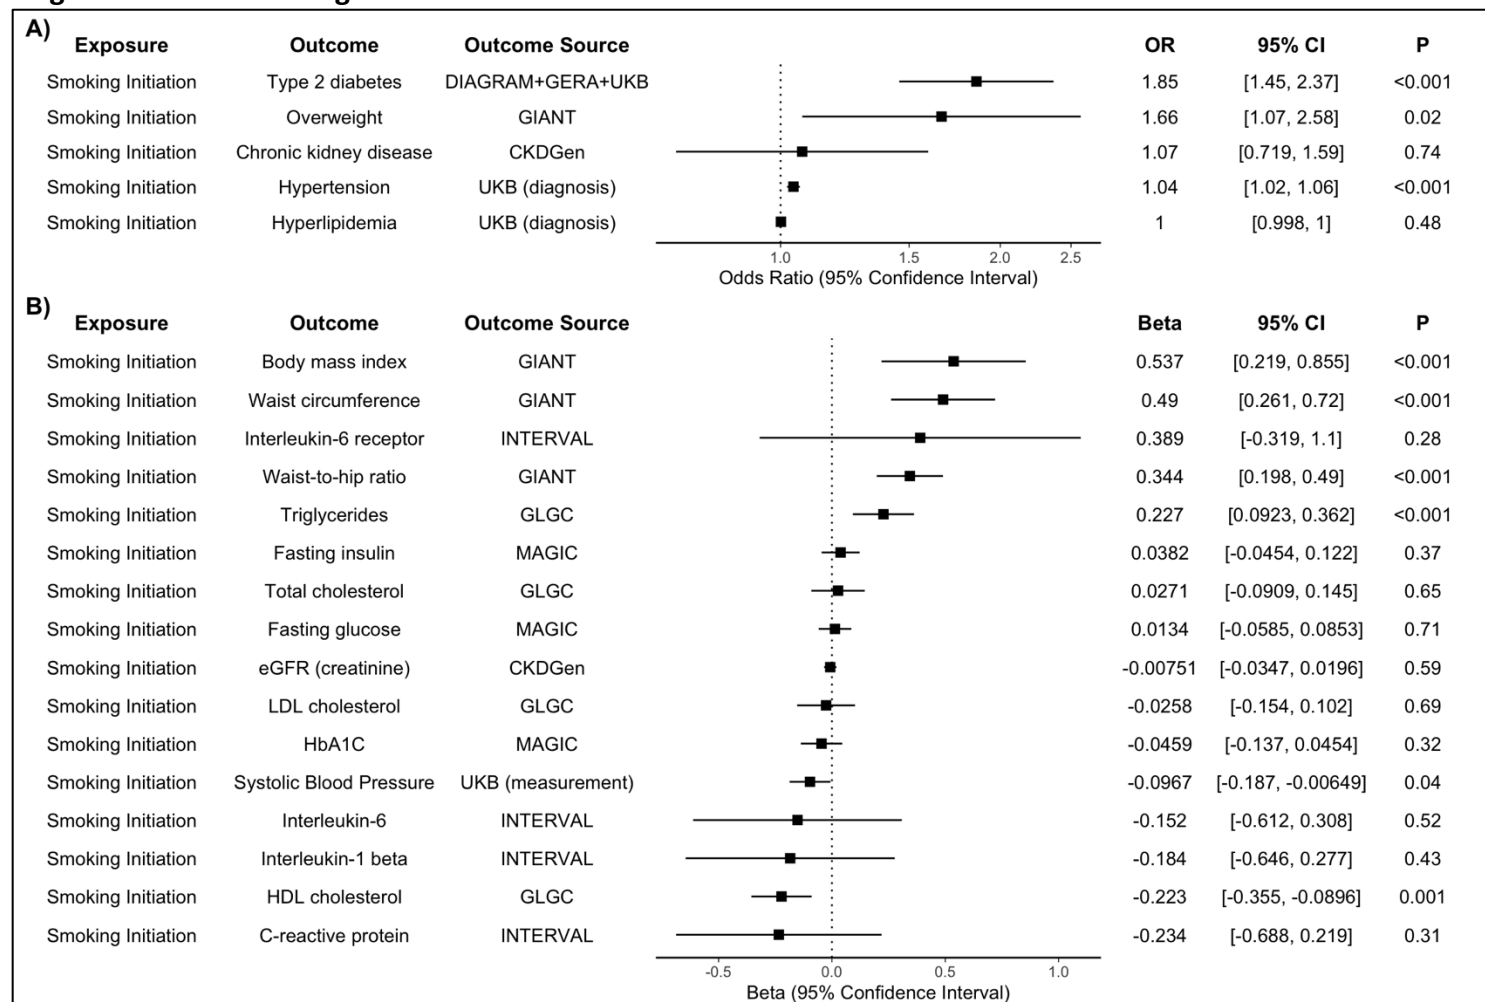 A)
Exposure Outcome Outcome Source OR 95% CI P
Smoking Initiation Type 2 diabetes DIAGRAM+GERA+UKB 1.85 [1.45, 2.37] <0.001
Smoking Initiation Overweight GIANT 1.66 [1.07, 2.58] 0.02
Smoking Initiation Chronic kidney disease CKDGen 1.07 [0.719, 1.59] 0.74
Smoking Initiation Hypertension UKB (diagnosis) 1.04 [1.02, 1.06] <0.001
Smoking Initiation Hyperlipidemia UKB (diagnosis) 1 [0.998, 1] 0.48
1.0 1.5 2.0 2.5
Odds Ratio (95% Confidence Interval)
B)
Exposure Outcome Outcome Source Beta 95% CI P
Smoking Initiation Body mass index GIANT 0.537 [0.219, 0.855] <0.001
Smoking Initiation Waist circumference GIANT 0.49 [0.261, 0.72] <0.001
Smoking Initiation Interleukin-6 receptor INTERVAL 0.389 [-0.319, 1.1] 0.28
Smoking Initiation Waist-to-hip ratio GIANT 0.344 [0.198, 0.49] <0.001
Smoking Initiation Triglycerides GLGC 0.227 [0.0923, 0.362] <0.001
Smoking Initiation Fasting insulin MAGIC 0.0382 [-0.0454, 0.122] 0.37
Smoking Initiation Total cholesterol GLGC 0.0271 [-0.0909, 0.145] 0.65
Smoking Initiation Fasting glucose MAGIC 0.0134 [-0.0585, 0.0853] 0.71
Smoking Initiation eGFR (creatinine) CKDGen -0.00751 [-0.0347, 0.0196] 0.59
Smoking Initiation LDL cholesterol GLGC -0.0258 [-0.154, 0.102] 0.69
Smoking Initiation HbA1C MAGIC -0.0459 [-0.137, 0.0454] 0.32
Smoking Initiation Systolic Blood Pressure UKB (measurement) -0.0967 [-0.187, -0.00649] 0.04
Smoking Initiation Interleukin-6 INTERVAL -0.152 [-0.612, 0.308] 0.52
Smoking Initiation Interleukin-1 beta INTERVAL -0.184 [-0.646, 0.277] 0.43
Smoking Initiation HDL cholesterol GLGC -0.223 [-0.355, -0.0896] 0.001
Smoking Initiation C-reactive protein INTERVAL -0.234 [-0.688, 0.219] 0.31
-0.5 0.0 0.5 1.0
Beta (95% Confidence Interval)